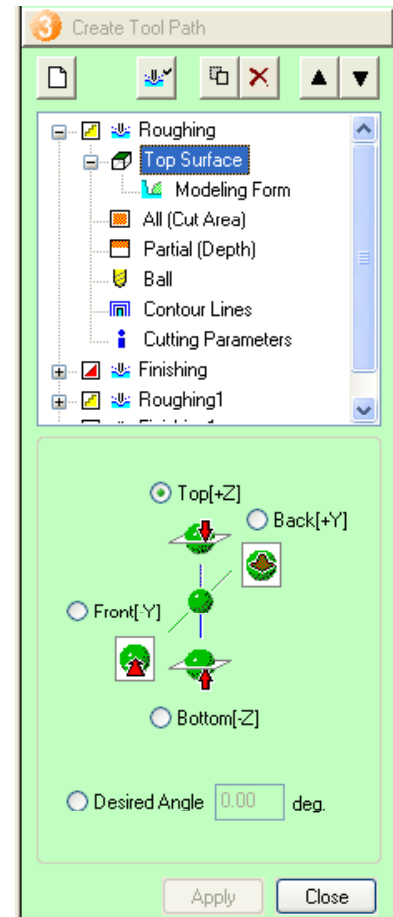 3 Create Tool Path
Roughing
Top Surface
Modeling Form
All (Cut Area)
Partial (Depth)
Ball
Contour Lines
Cutting Parameters
Finishing
Roughing1
Top[+Z]
Back[+Y]
Front[-Y]
Bottom[-Z]
Desired Angle 0.00 deg.
Apply Close